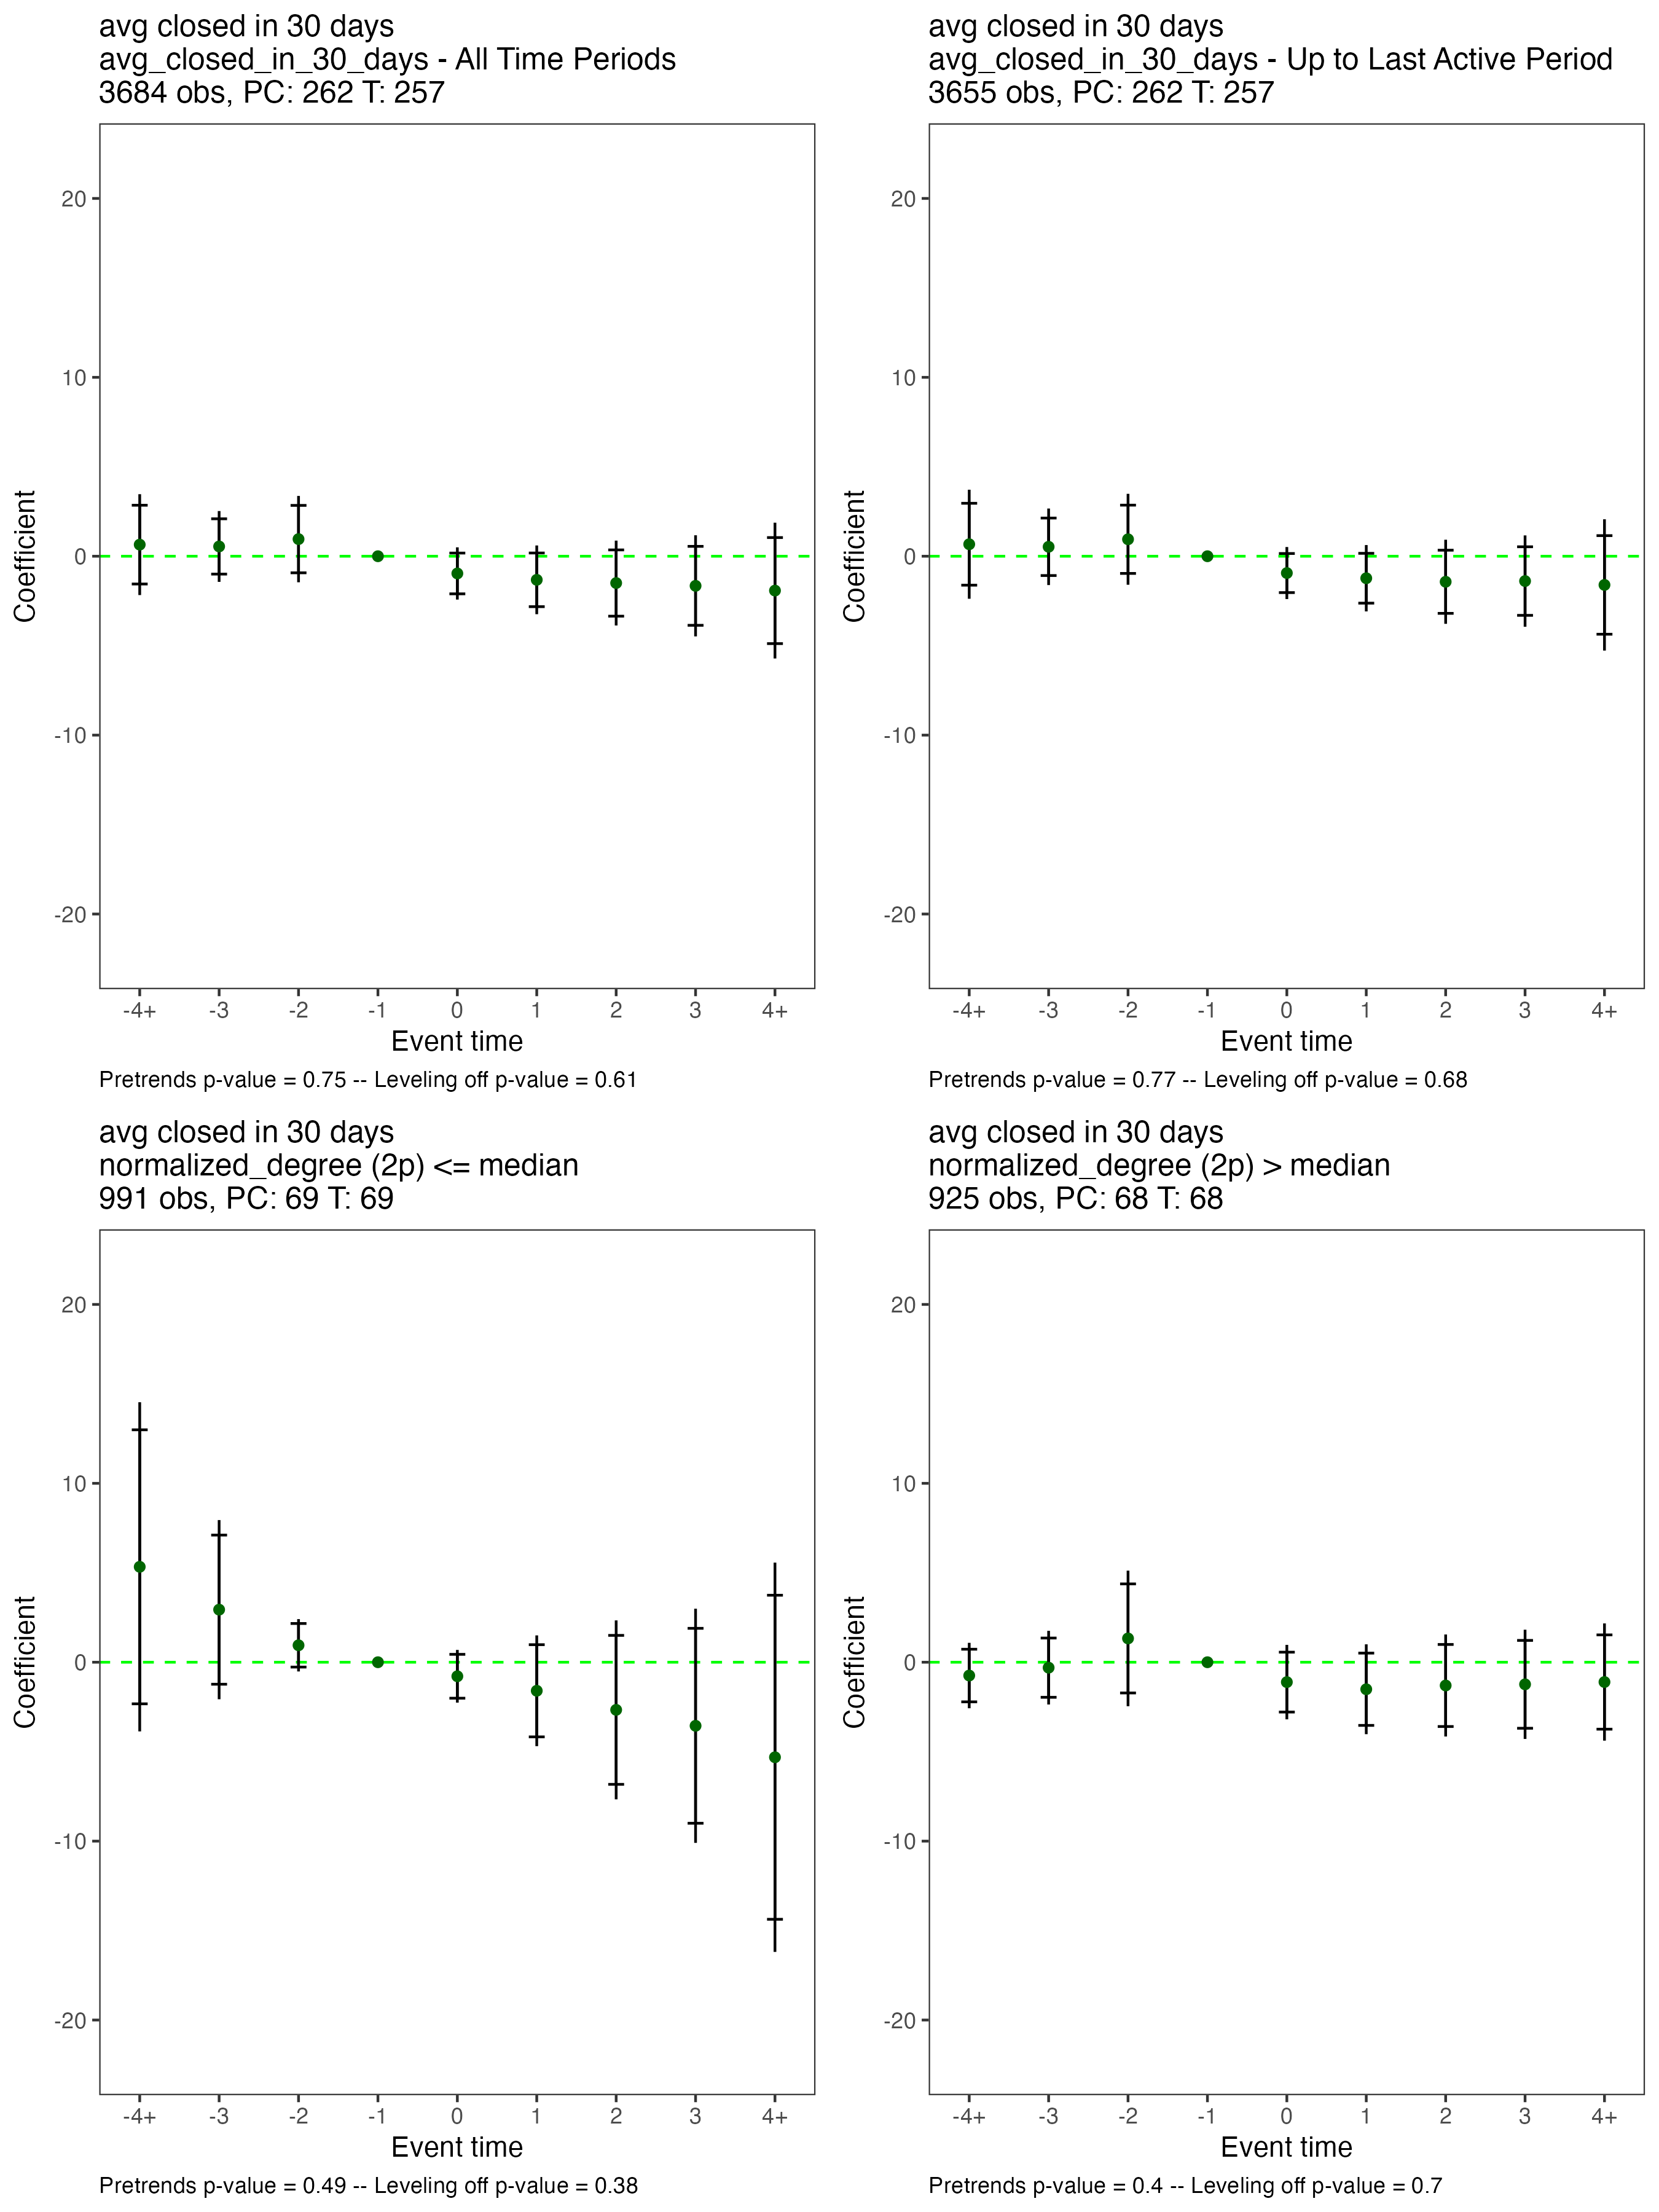 avg closed in 30 days
avg_closed_in_30_days - All Time Periods
3684 obs, PC: 262 T: 257
Coefficient
20
10
0
-10
-20
-4+ -3 -2 -1 0 1 2 3 4+
Event time
Pretrends p-value = 0.75 -- Leveling off p-value = 0.61
avg closed in 30 days
avg_closed_in_30_days - Up to Last Active Period
3655 obs, PC: 262 T: 257
Coefficient
20
10
0
-10
-20
-4+ -3 -2 -1 0 1 2 3 4+
Event time
Pretrends p-value = 0.77 -- Leveling off p-value = 0.68
avg closed in 30 days
normalized_degree (2p) <= median
991 obs, PC: 69 T: 69
Coefficient
20
10
0
-10
-20
-4+ -3 -2 -1 0 1 2 3 4+
Event time
Pretrends p-value = 0.49 -- Leveling off p-value = 0.38
avg closed in 30 days
normalized_degree (2p) > median
925 obs, PC: 68 T: 68
Coefficient
20
10
0
-10
-20
-4+ -3 -2 -1 0 1 2 3 4+
Event time
Pretrends p-value = 0.4 -- Leveling off p-value = 0.7